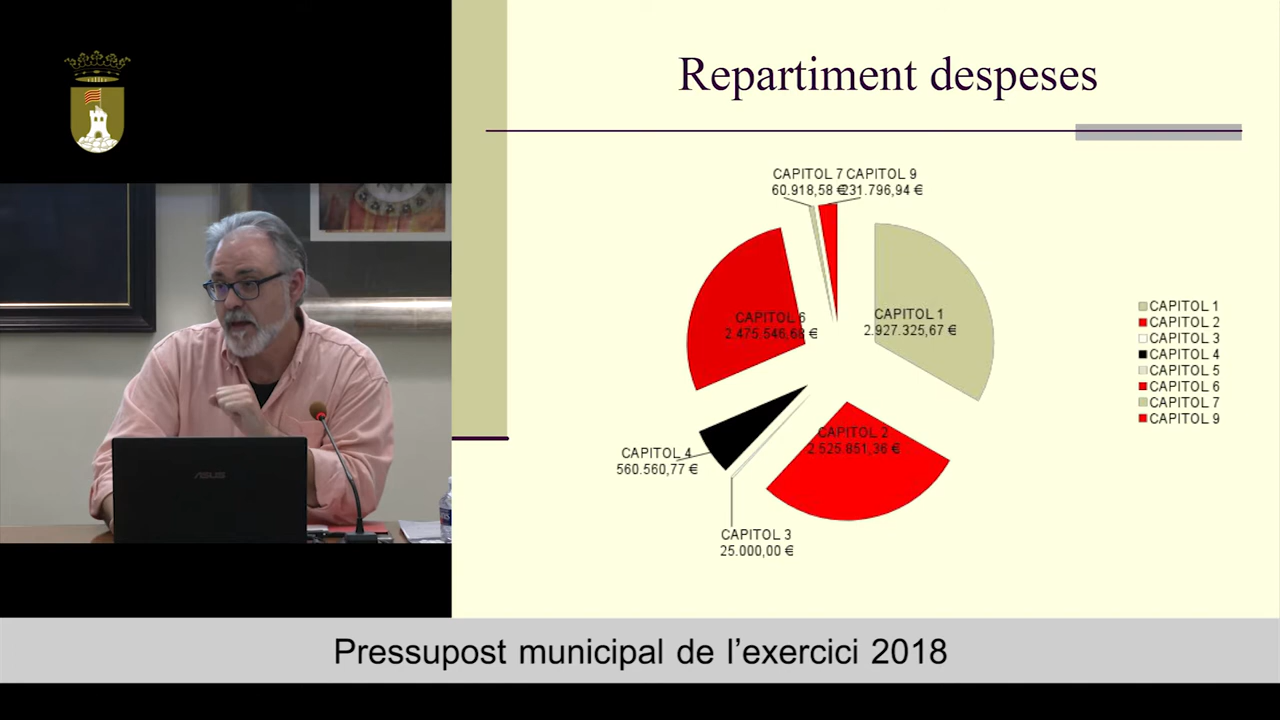 Repartiment despeses
CAPITOL 7 CAPITOL 9
60.918,58 € 231.796,94 €
CAPITOL 6
2.475.546,68 €
CAPITOL 1
2.927.325,67 €
CAPITOL 1
CAPITOL 2
CAPITOL 3
CAPITOL 4
CAPITOL 5
CAPITOL 6
CAPITOL 7
CAPITOL 9
CAPITOL 2
2.525.851,36 €
CAPITOL 4
560.560,77 €
CAPITOL 3
25.000,00 €
ASUS
Pressupost municipal de l'exercici 2018